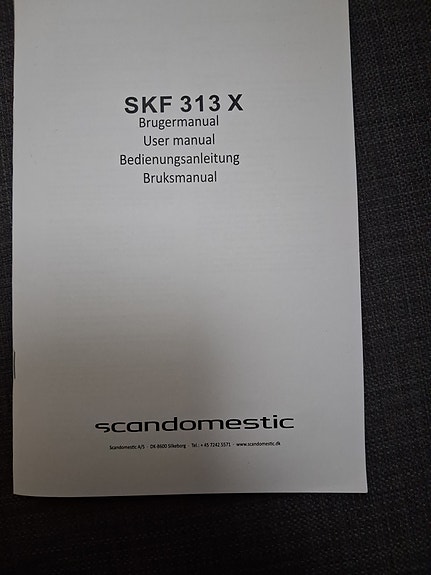 SKF 313 X
Brugermanual
User manual
Bedienungsanleitung
Bruksmanual
scandomestic
Scandomestic A/S · DK-8600 Silkeborg · Tel.: + 45 7242 5571 · www.scandomestic.dk